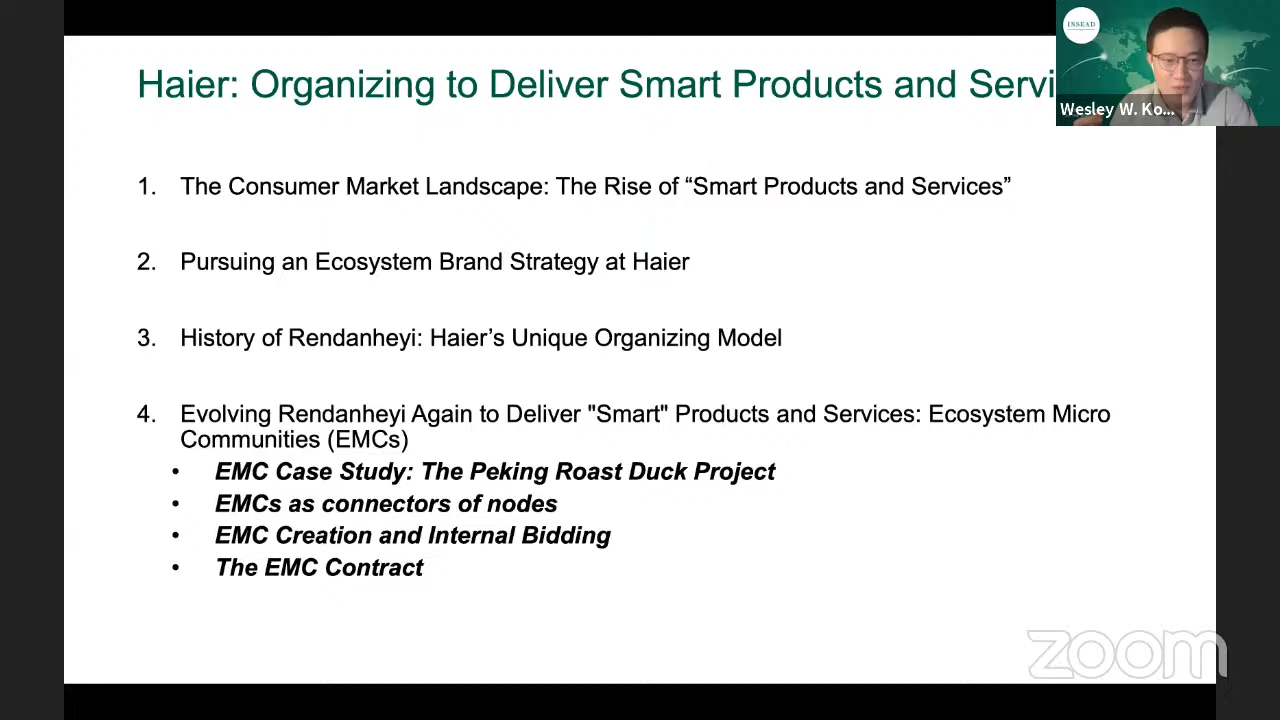 Haier: Organizing to Deliver Smart Products and Servi
INSEAD
Wesley W. Ko...
1. The Consumer Market Landscape: The Rise of “Smart Products and Services”
2. Pursuing an Ecosystem Brand Strategy at Haier
3. History of Rendanheyi: Haier’s Unique Organizing Model
4. Evolving Rendanheyi Again to Deliver "Smart" Products and Services: Ecosystem Micro
Communities (EMCs)
• EMC Case Study: The Peking Roast Duck Project
• EMCs as connectors of nodes
• EMC Creation and Internal Bidding
• The EMC Contract
zoom